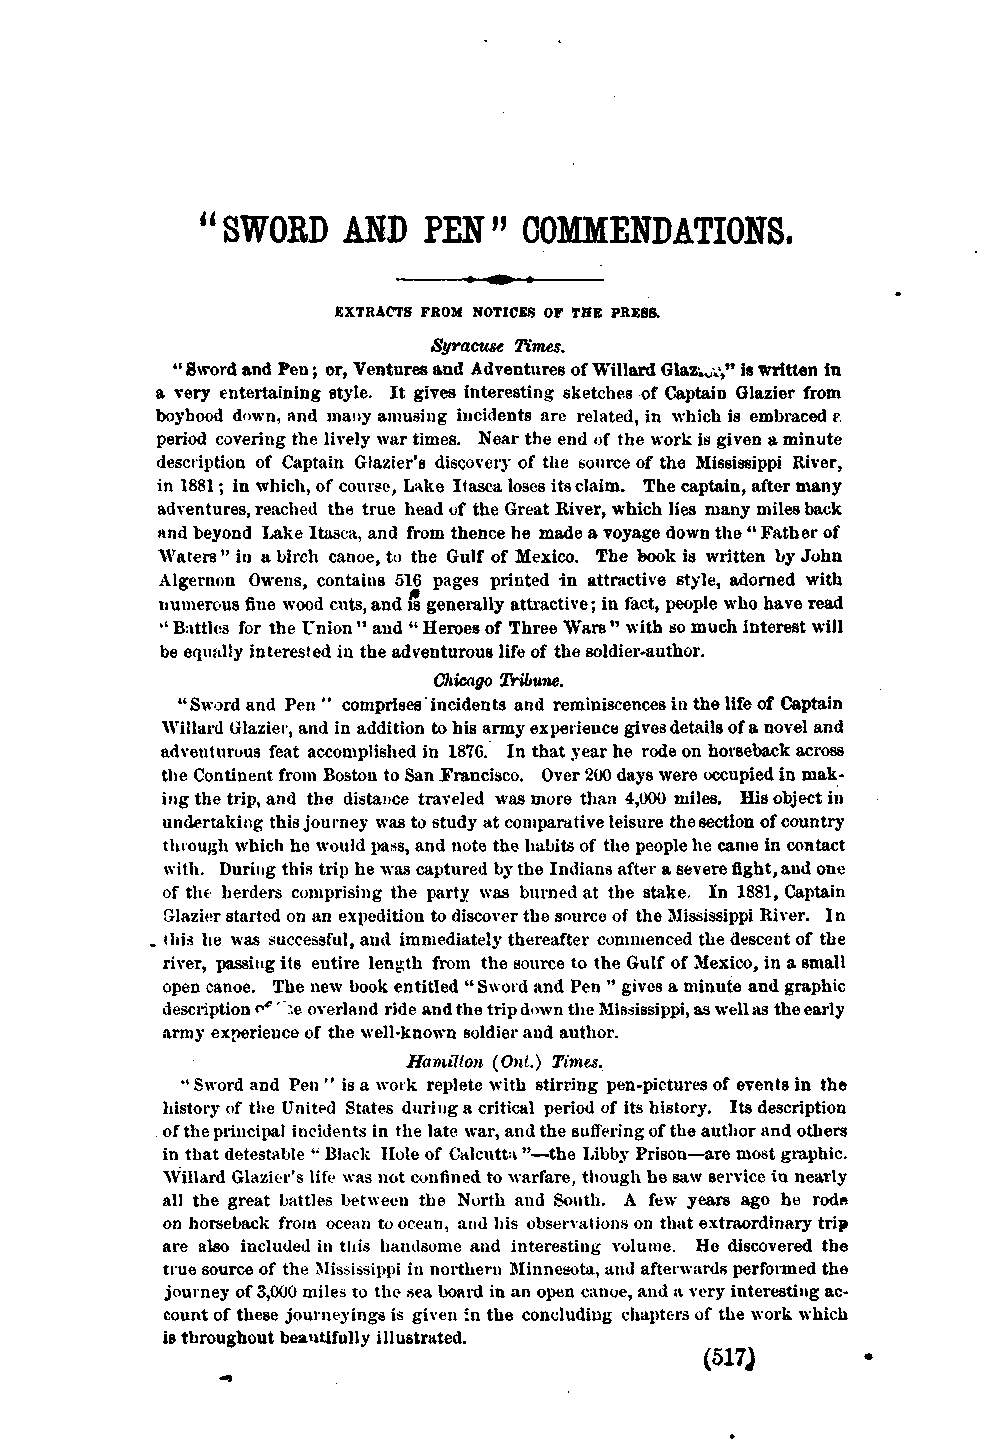 "SWORD AND PEN" COMMENDATIONS.
EXTRACTS FROM NOTICES OF THE PRESS.
Syracuse Times.
"Sword and Pen; or, Ventures and Adventures of Willard Glazier," is written in
a very entertaining style. It gives interesting sketches of Captain Glazier from
boyhood down, and many amusing incidents are related, in which is embraced a
period covering the lively war times. Near the end of the work is given a minute
description of Captain Glazier's discovery of the source of the Mississippi River,
in 1881; in which, of course, Lake Itasca loses its claim. The captain, after many
adventures, reached the true head of the Great River, which lies many miles back
and beyond Lake Itasca, and from thence he made a voyage down the "Father of
Waters" in a birch canoe, to the Gulf of Mexico. The book is written by John
Algernon Owens, contains 516 pages printed in attractive style, adorned with
numerous fine wood cuts, and is generally attractive; in fact, people who have read
"Battles for the Union" and "Heroes of Three Wars" with so much interest will
be equally interested in the adventurous life of the soldier-author.
Chicago Tribune.
"Sword and Pen" comprises incidents and reminiscences in the life of Captain
Willard Glazier, and in addition to his army experience gives details of a novel and
adventurous feat accomplished in 1876. In that year he rode on horseback across
the Continent from Boston to San Francisco. Over 200 days were occupied in mak-
ing the trip, and the distance traveled was more than 4,000 miles. His object in
undertaking this journey was to study at comparative leisure the section of country
through which he would pass, and note the habits of the people he came in contact
with. During this trip he was captured by the Indians after a severe fight, and one
of the herders comprising the party was burned at the stake. In 1881, Captain
Glazier started on an expedition to discover the source of the Mississippi River. In
this he was successful, and immediately thereafter commenced the descent of the
river, passing its entire length from the source to the Gulf of Mexico, in a small
open canoe. The new book entitled "Sword and Pen" gives a minute and graphic
description of the overland ride and the trip down the Mississippi, as well as the early
army experience of the well-known soldier and author.
Hamilton (Ont.) Times.
"Sword and Pen" is a work replete with stirring pen-pictures of events in the
history of the United States during a critical period of its history. Its description
of the principal incidents in the late war, and the suffering of the author and others
in that detestable "Black Hole of Calcutta"—the Libby Prison—are most graphic.
Willard Glazier's life was not confined to warfare, though he saw service in nearly
all the great battles between the North and South. A few years ago he rode
on horseback from ocean to ocean, and his observations on that extraordinary trip
are also included in this handsome and interesting volume. He discovered the
true source of the Mississippi in northern Minnesota, and afterwards performed the
journey of 3,000 miles to the sea board in an open canoe, and a very interesting ac-
count of these journeyings is given in the concluding chapters of the work which
is throughout beautifully illustrated.
(517)